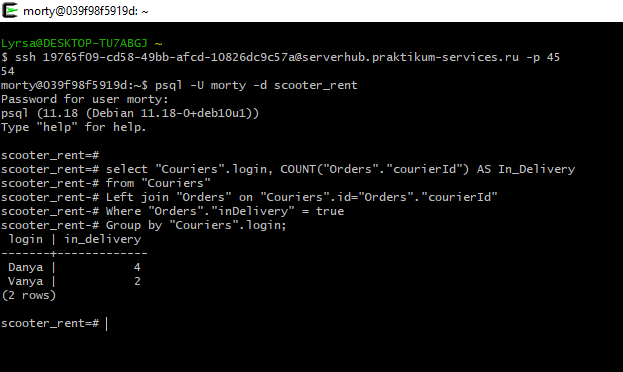 morty@039f98f5919d: ~
Lyrsa@DESKTOP-TU7ABGJ ~
$ ssh 19765f09-cd58-49bb-afcd-10826dc9c57a@serverhub.praktikum-services.ru -p 45
54
morty@039f98f5919d:~$ psql -U morty -d scooter_rent
Password for user morty:
psql (11.18 (Debian 11.18-0+deb10u1))
Type "help" for help.
scooter_rent=#
scooter_rent=# select "Couriers".login, COUNT("Orders"."courierId") AS In_Delivery
scooter_rent-# from "Couriers"
scooter_rent-# Left join "Orders" on "Couriers".id="Orders"."courierId"
scooter_rent-# Where "Orders"."inDelivery" = true
scooter_rent-# Group by "Couriers".login;
login | in_delivery
-------+-------------
Danya | 4
Vanya | 2
(2 rows)
scooter_rent=#